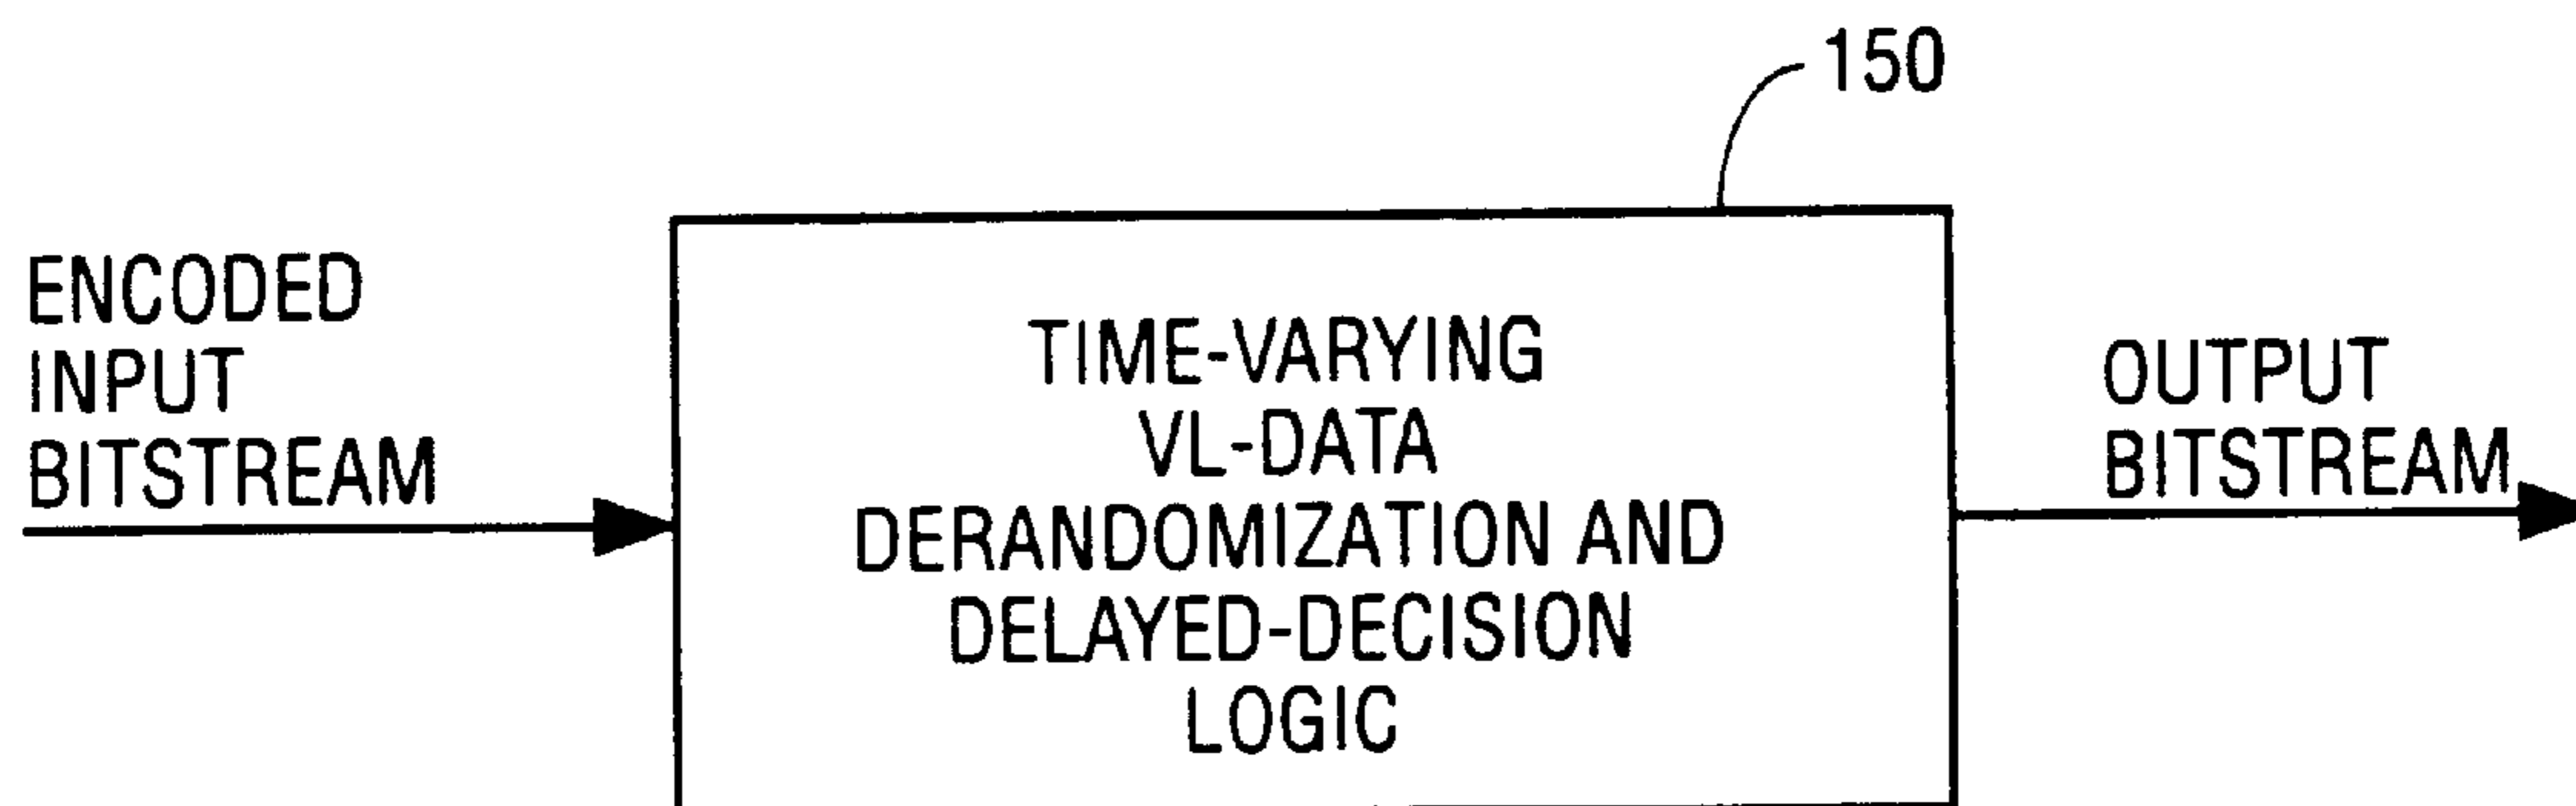 150
ENCODED
INPUT
BITSTREAM
TIME-VARYING
VL-DATA
DERANDOMIZATION AND
DELAYED-DECISION
LOGIC
OUTPUT
BITSTREAM